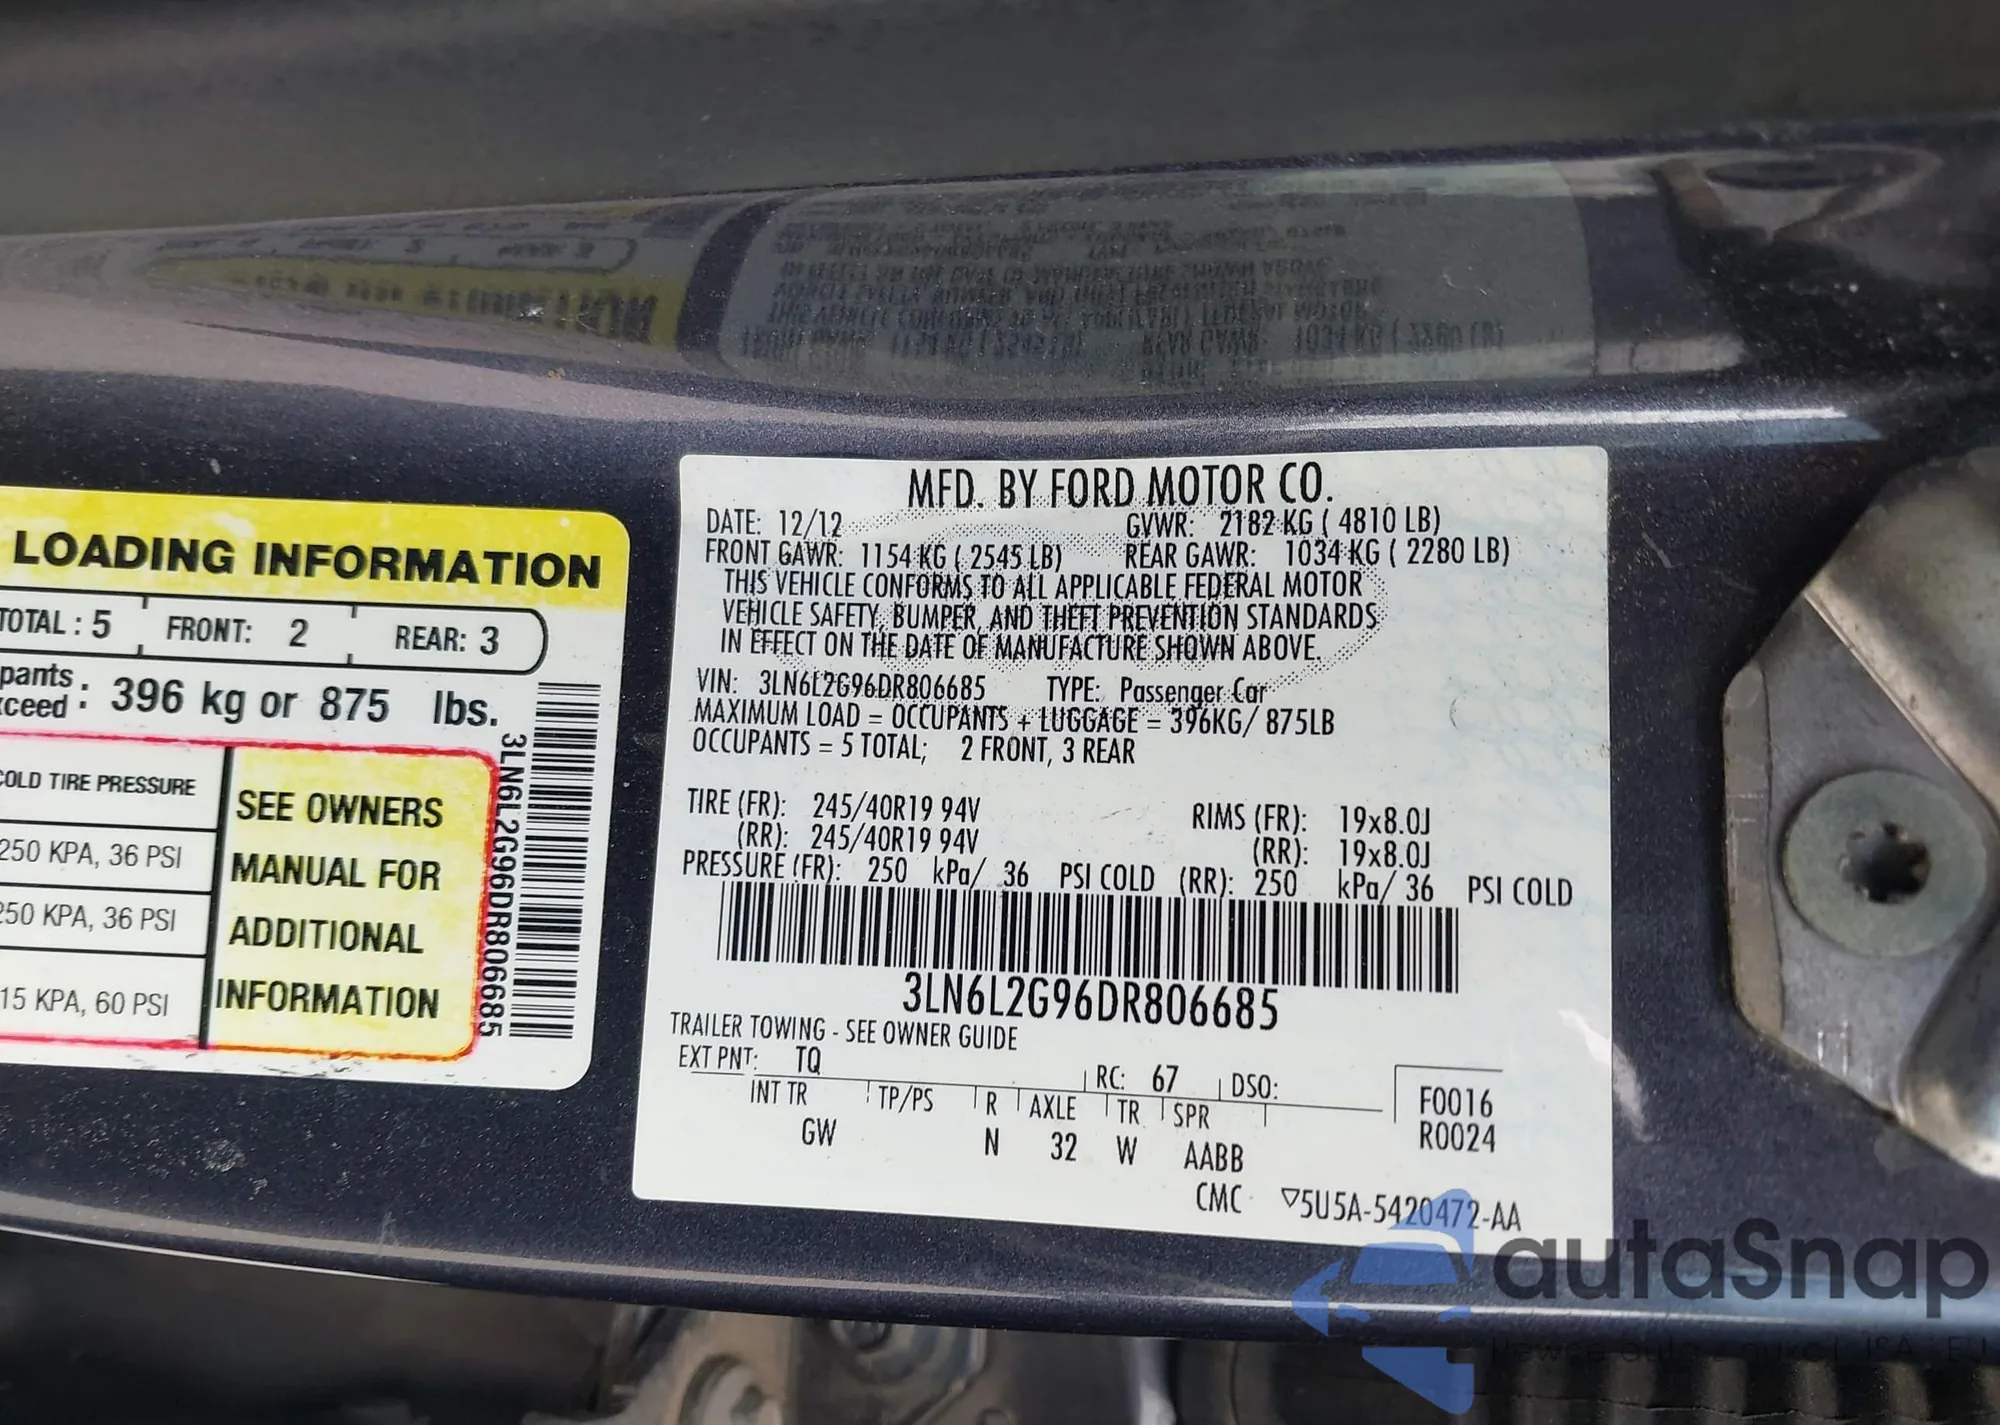 LOADING INFORMATION
TOTAL : 5 FRONT: 2 REAR: 3
396 kg or 875 lbs.
COLD TIRE PRESSURE
250 KPA, 36 PSI
250 KPA, 36 PSI
15 KPA, 60 PSI
SEE OWNERS
MANUAL FOR
ADDITIONAL
INFORMATION
3LN6L2G96DR806685
MFD. BY FORD MOTOR CO.
DATE: 12/12 GVWR: 2182 KG ( 4810 LB)
FRONT GAWR: 1154 KG ( 2545 LB) REAR GAWR: 1034 KG ( 2280 LB)
THIS VEHICLE CONFORMS TO ALL APPLICABLE FEDERAL MOTOR
VEHICLE SAFETY, BUMPER, AND THEFT PREVENTION STANDARDS
IN EFFECT ON THE DATE OF MANUFACTURE SHOWN ABOVE.
VIN: 3LN6L2G96DR806685 TYPE: Passenger Car
MAXIMUM LOAD = OCCUPANTS + LUGGAGE = 396KG/ 875LB
OCCUPANTS = 5 TOTAL; 2 FRONT, 3 REAR
TIRE (FR): 245/40R19 94V RIMS (FR): 19x8.0J
(RR): 245/40R19 94V (RR): 19x8.0J
PRESSURE (FR): 250 kPa/ 36 PSI COLD (RR): 250 kPa/ 36 PSI COLD
3LN6L2G96DR806685
TRAILER TOWING - SEE OWNER GUIDE
EXT PNT: TQ RC: 67 DSO:
INT TR TP/PS R AXLE TR SPR
GW N 32 W AABB
F0016
R0024
CMC ▽5U5A-5420472-AA
autaSnap